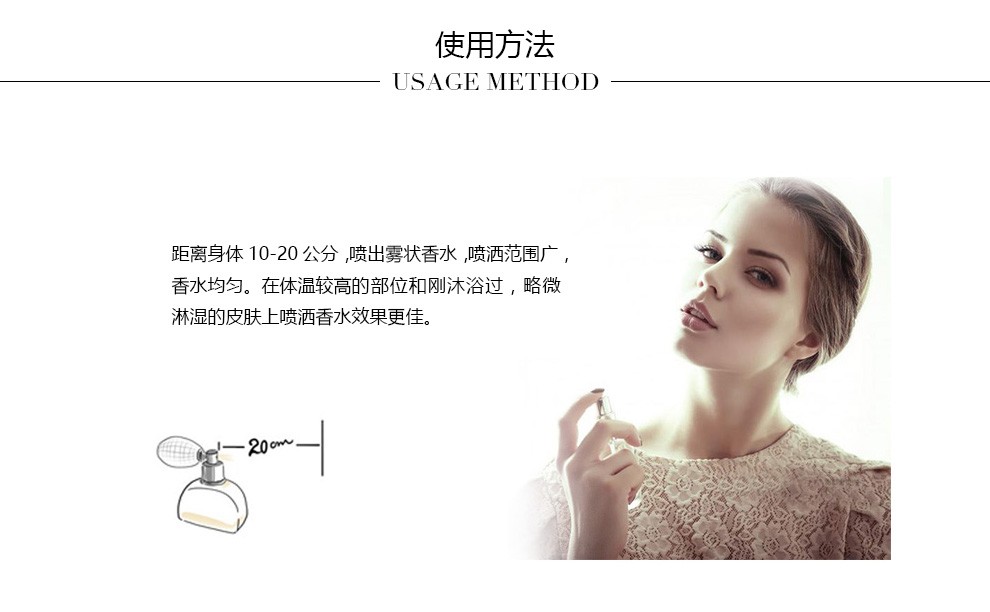 使用方法
USAGE METHOD
距离身体 10-20 公分,喷出雾状香水,喷洒范围广,
香水均匀。在体温较高的部位和刚沐浴过,略微
淋湿的皮肤上喷洒香水效果更佳。
20cm